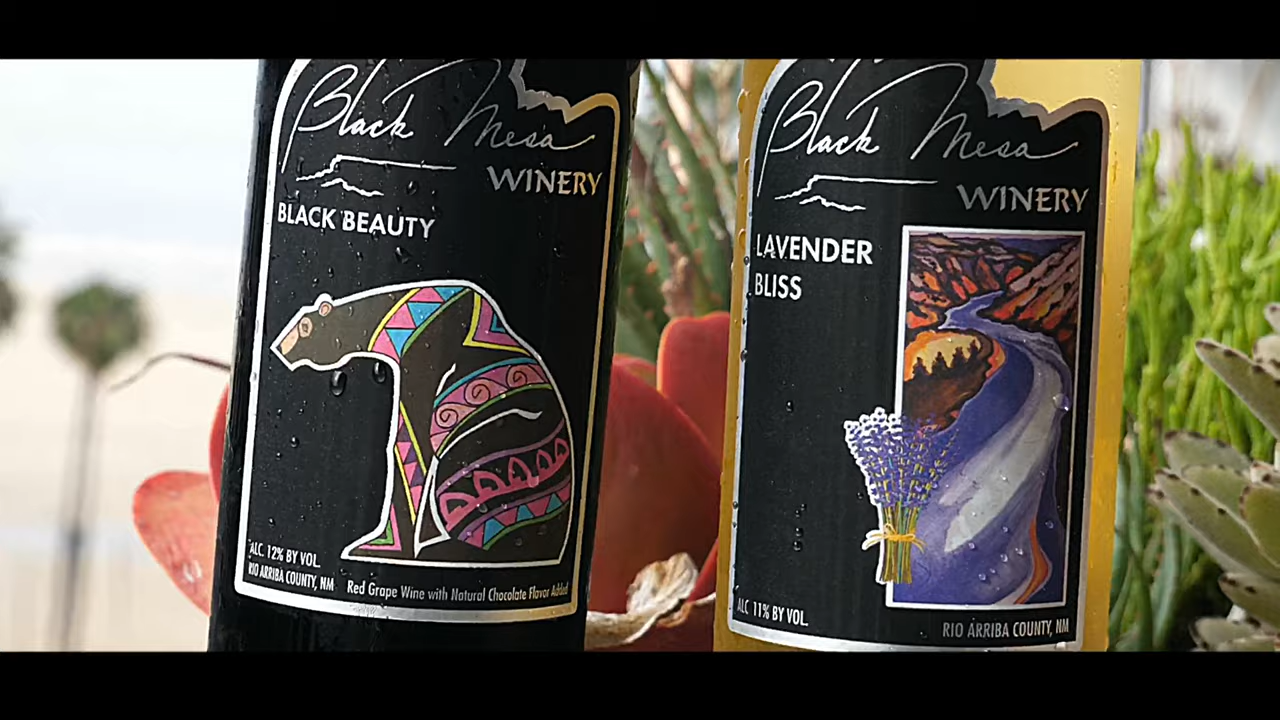 Black Mesa
WINERY
BLACK BEAUTY
ALC. 12% BY VOL.
RIO ARRIBA COUNTY, NM
Red Grape Wine with Natural Chocolate Flavor Added
Black Mesa
WINERY
LAVENDER
BLISS
ALC 11% BY VOL.
RIO ARRIBA COUNTY, NM